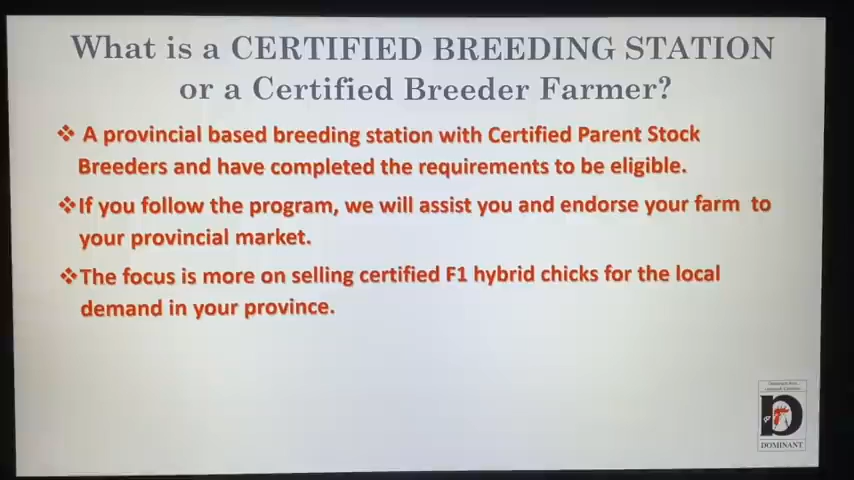 What is a CERTIFIED BREEDING STATION
or a Certified Breeder Farmer?
❖ A provincial based breeding station with Certified Parent Stock
Breeders and have completed the requirements to be eligible.
❖If you follow the program, we will assist you and endorse your farm to
your provincial market.
❖The focus is more on selling certified F1 hybrid chicks for the local
demand in your province.
D
DOMINANT